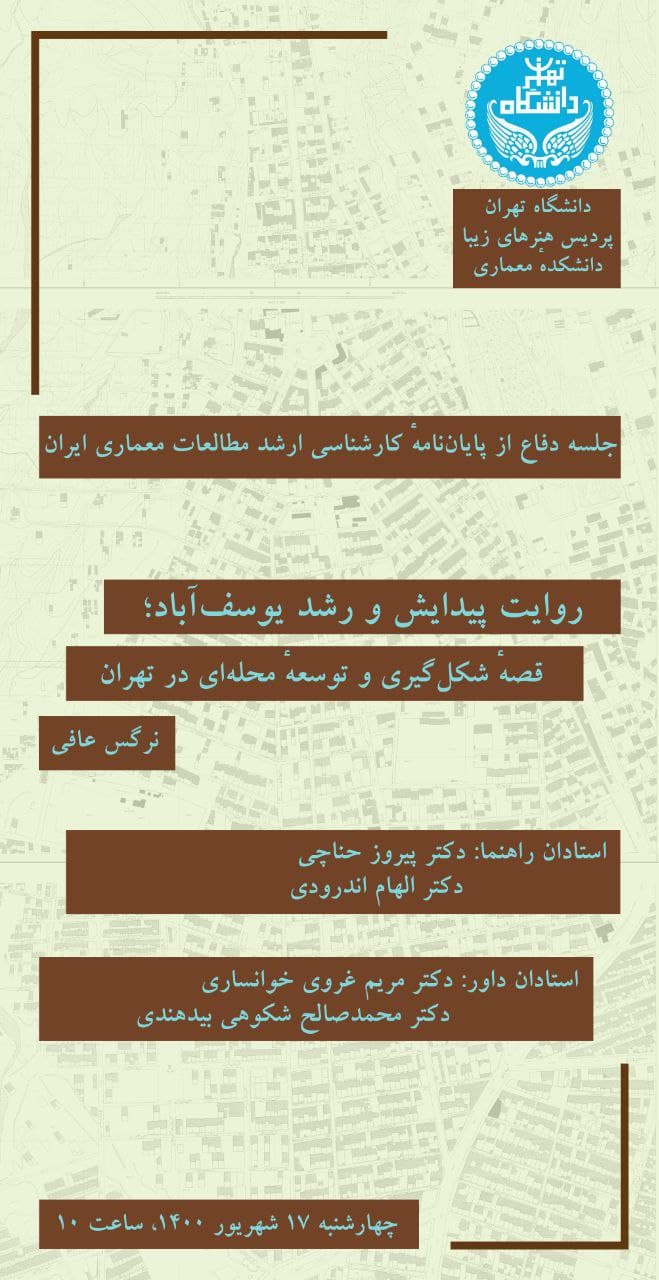 دانشگاه تهران
دانشگاه تهران
پردیس هنرهای زیبا
دانشکدهٔ معماری
جلسه دفاع از پایان‌نامهٔ کارشناسی ارشد مطالعات معماری ایران
روایت پیدایش و رشد یوسف‌آباد؛
قصهٔ شکل‌گیری و توسعهٔ محله‌ای در تهران
نرگس عافی
استادان راهنما: دکتر پیروز حناچی
دکتر الهام اندرودی
استادان داور: دکتر مریم غروی خوانساری
دکتر محمدصالح شکوهی بیدهندی
چهارشنبه ۱۷ شهریور ۱۴۰۰، ساعت ۱۰